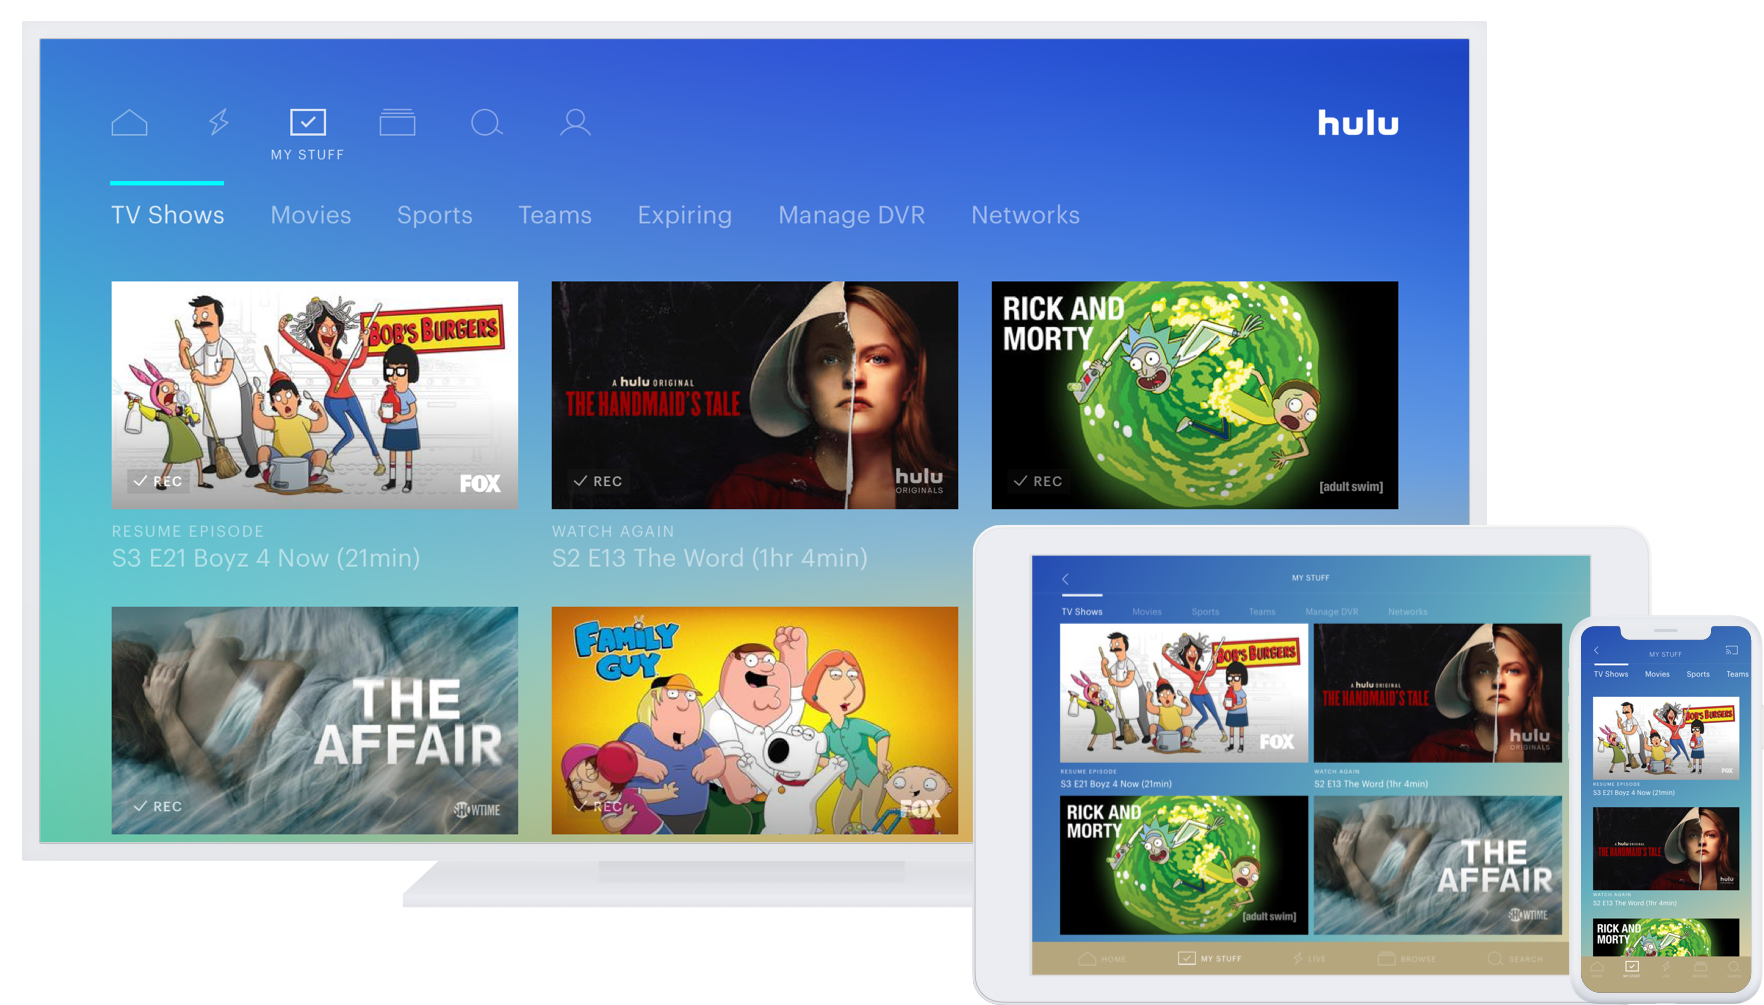 hulu
MY STUFF
TV Shows Movies Sports Teams Expiring Manage DVR Networks
BOB'S BURGERS
REC
FOX
A hulu ORIGINAL
THE HANDMAID'S TALE
REC
hulu
ORIGINALS
RICK AND
MORTY
REC
[adult swim]
RESUME EPISODE
S3 E21 Boyz 4 Now (21min)
WATCH AGAIN
S2 E13 The Word (1hr 4min)
THE
AFFAIR
REC
SHOWTIME
FAMILY
GUY
REC
FOX
MY STUFF
TV Shows Movies Sports Teams Manage DVR Networks
BOB'S BURGERS
FOX
A hulu ORIGINAL
THE HANDMAID'S TALE
hulu
ORIGINALS
RESUME EPISODE
S3 E21 Boyz 4 Now (21min)
WATCH AGAIN
S2 E13 The Word (1hr 4min)
RICK AND
MORTY
[adult swim]
THE
AFFAIR
SHOWTIME
HOME MY STUFF LIVE BROWSE SEARCH
MY STUFF
TV Shows Movies Sports Teams
BOB'S BURGERS
FOX
A hulu ORIGINAL
THE HANDMAID'S TALE
hulu
RESUME EPISODE
S3 E21 Boyz 4 Now (21min)
WATCH AGAIN
S2 E13 The Word (1hr 4min)
RICK AND
MORTY
MY STUFF